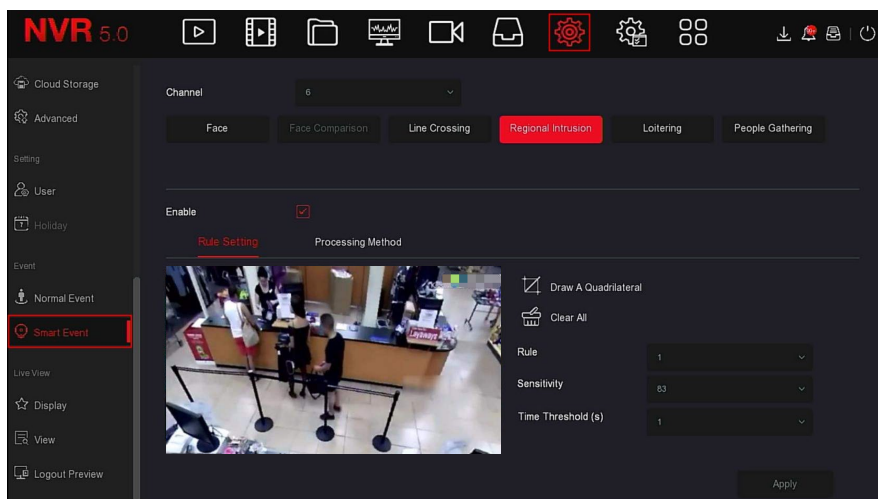 NVR 5.0
Cloud Storage
Advanced
Setting
User
Holiday
Event
Normal Event
Smart Event
Live View
Display
View
Logout Preview
Channel
6
Face
Face Comparison
Line Crossing
Regional Intrusion
Loitering
People Gathering
Enable
Rule Setting
Processing Method
Layaways
Draw A Quadrilateral
Clear All
Rule
1
Sensitivity
83
Time Threshold (s)
1
Apply